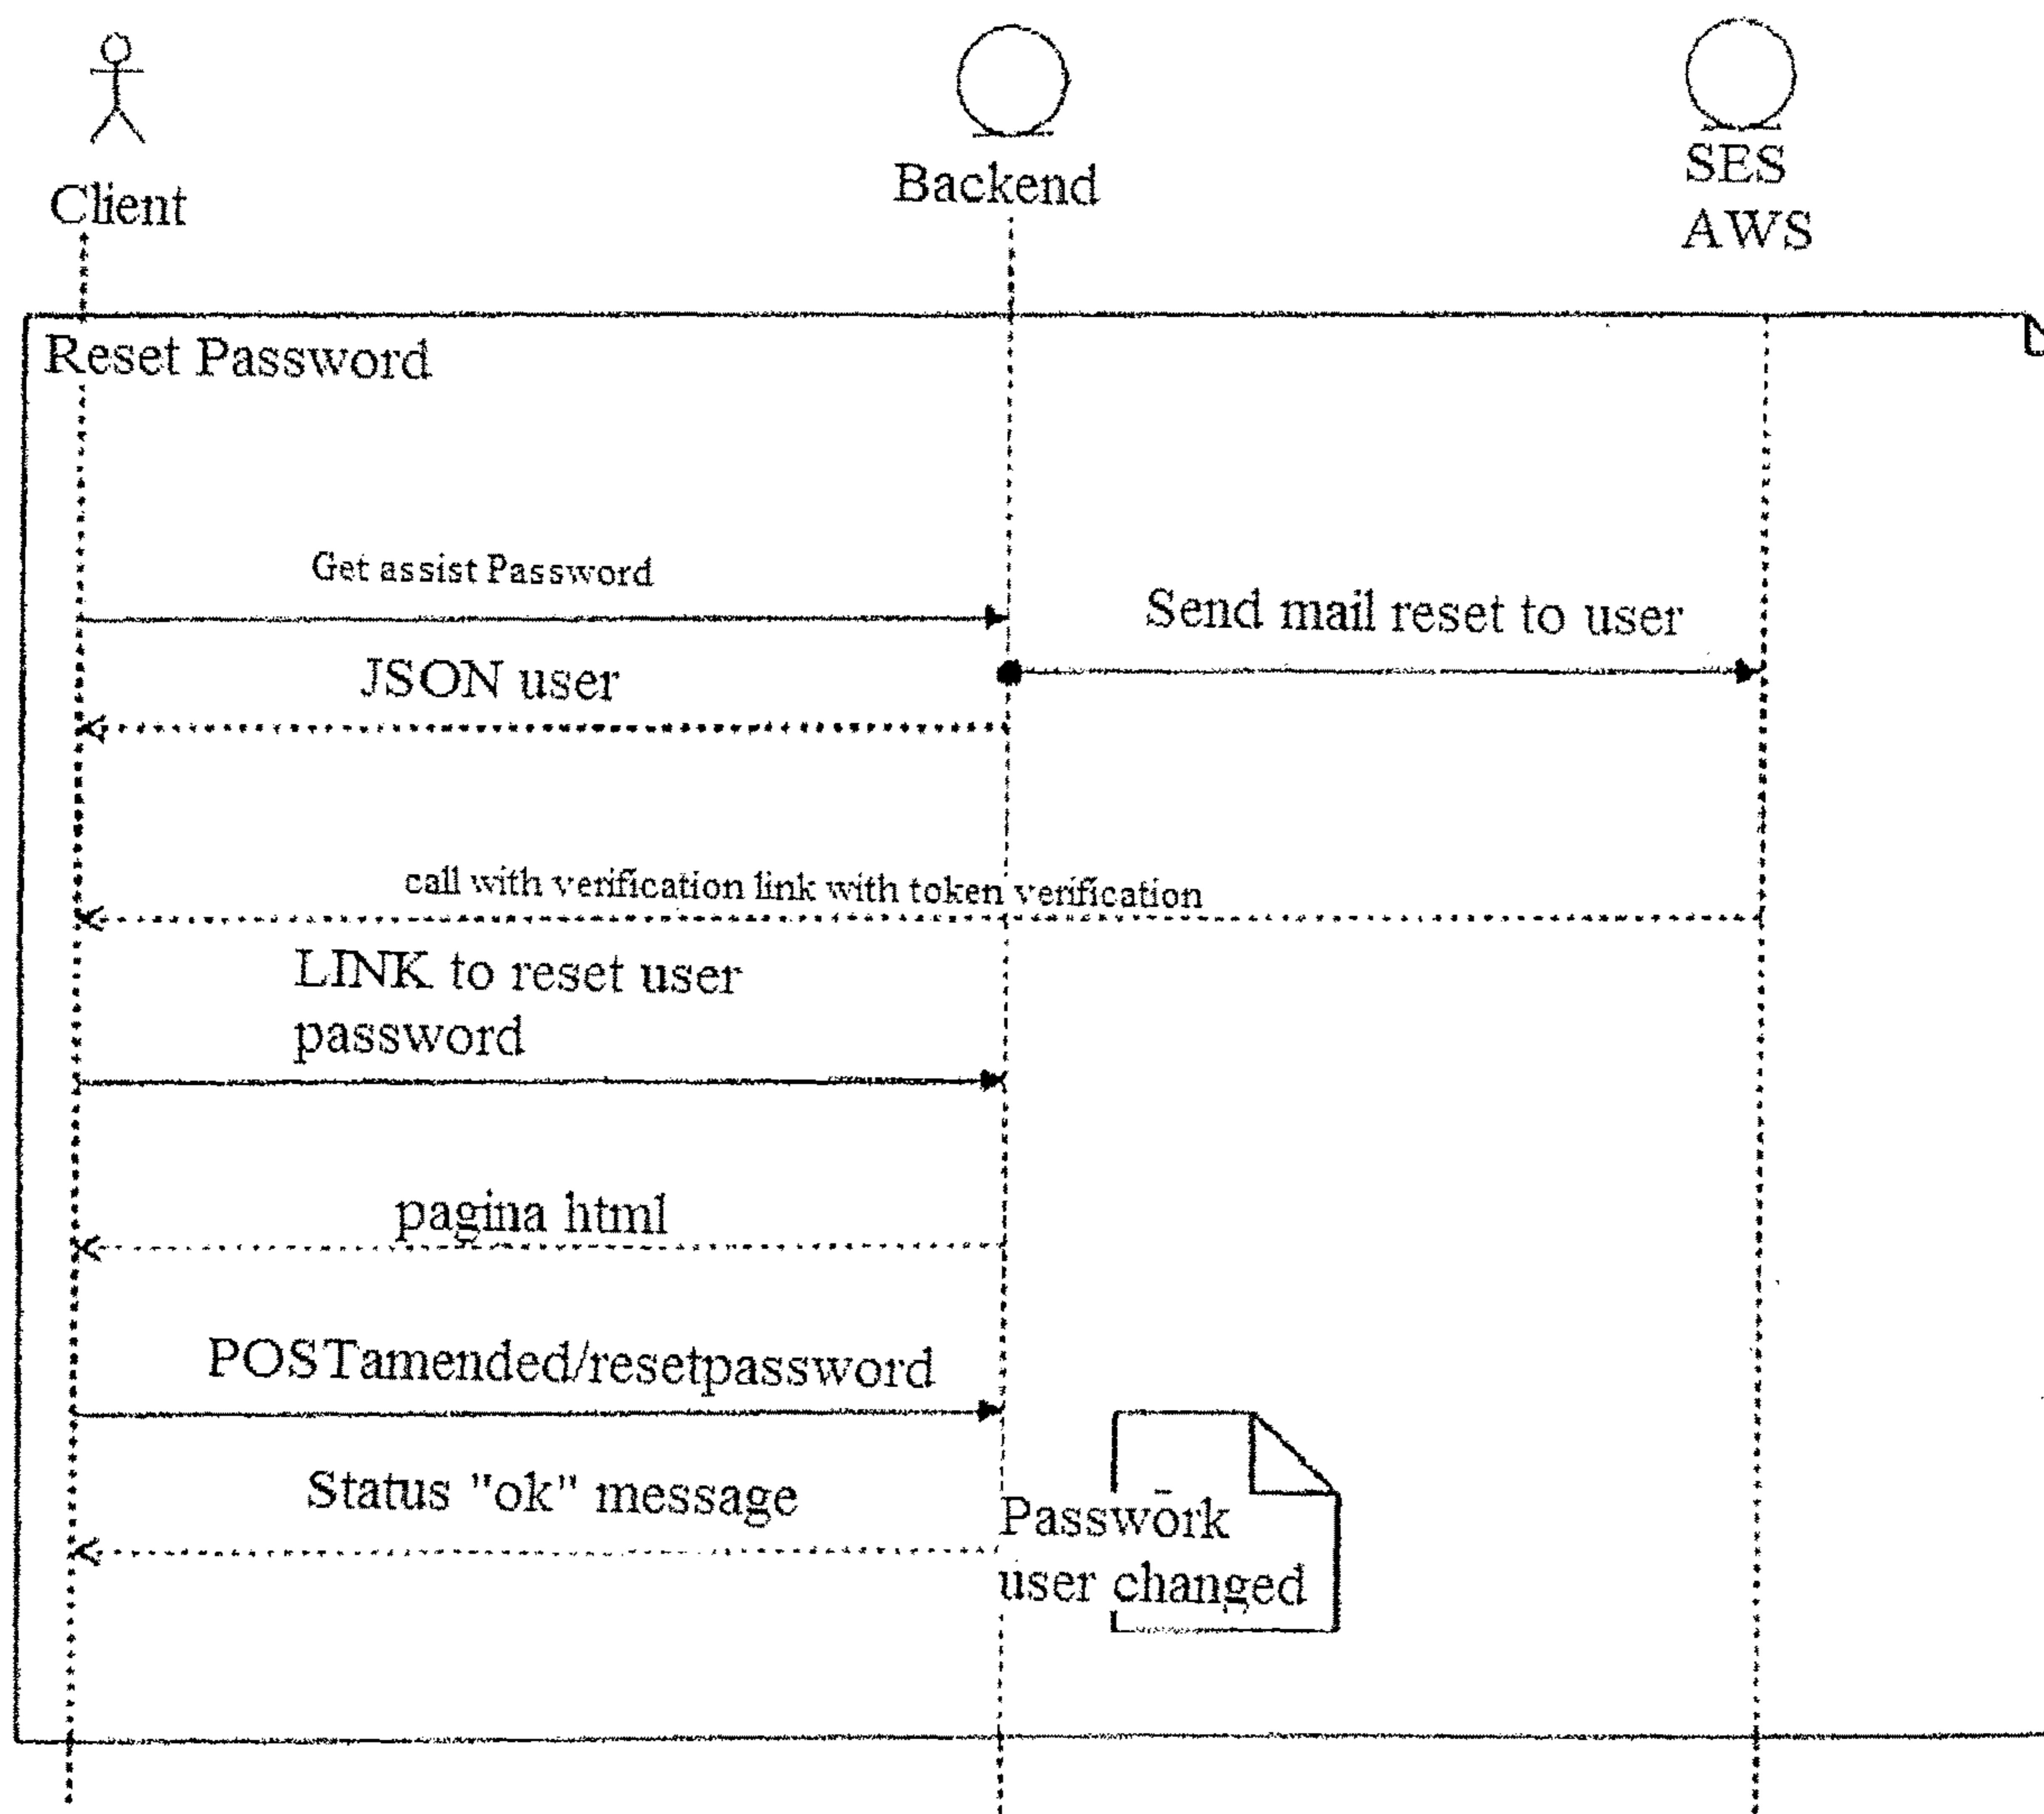 Client
Backend
SES
AWS
Reset Password
Get assist Password
Send mail reset to user
JSON user
call with verification link with token verification
LINK to reset user
password
pagina html
POSTamended/resetpassword
Status "ok" message
Passwork
user changed